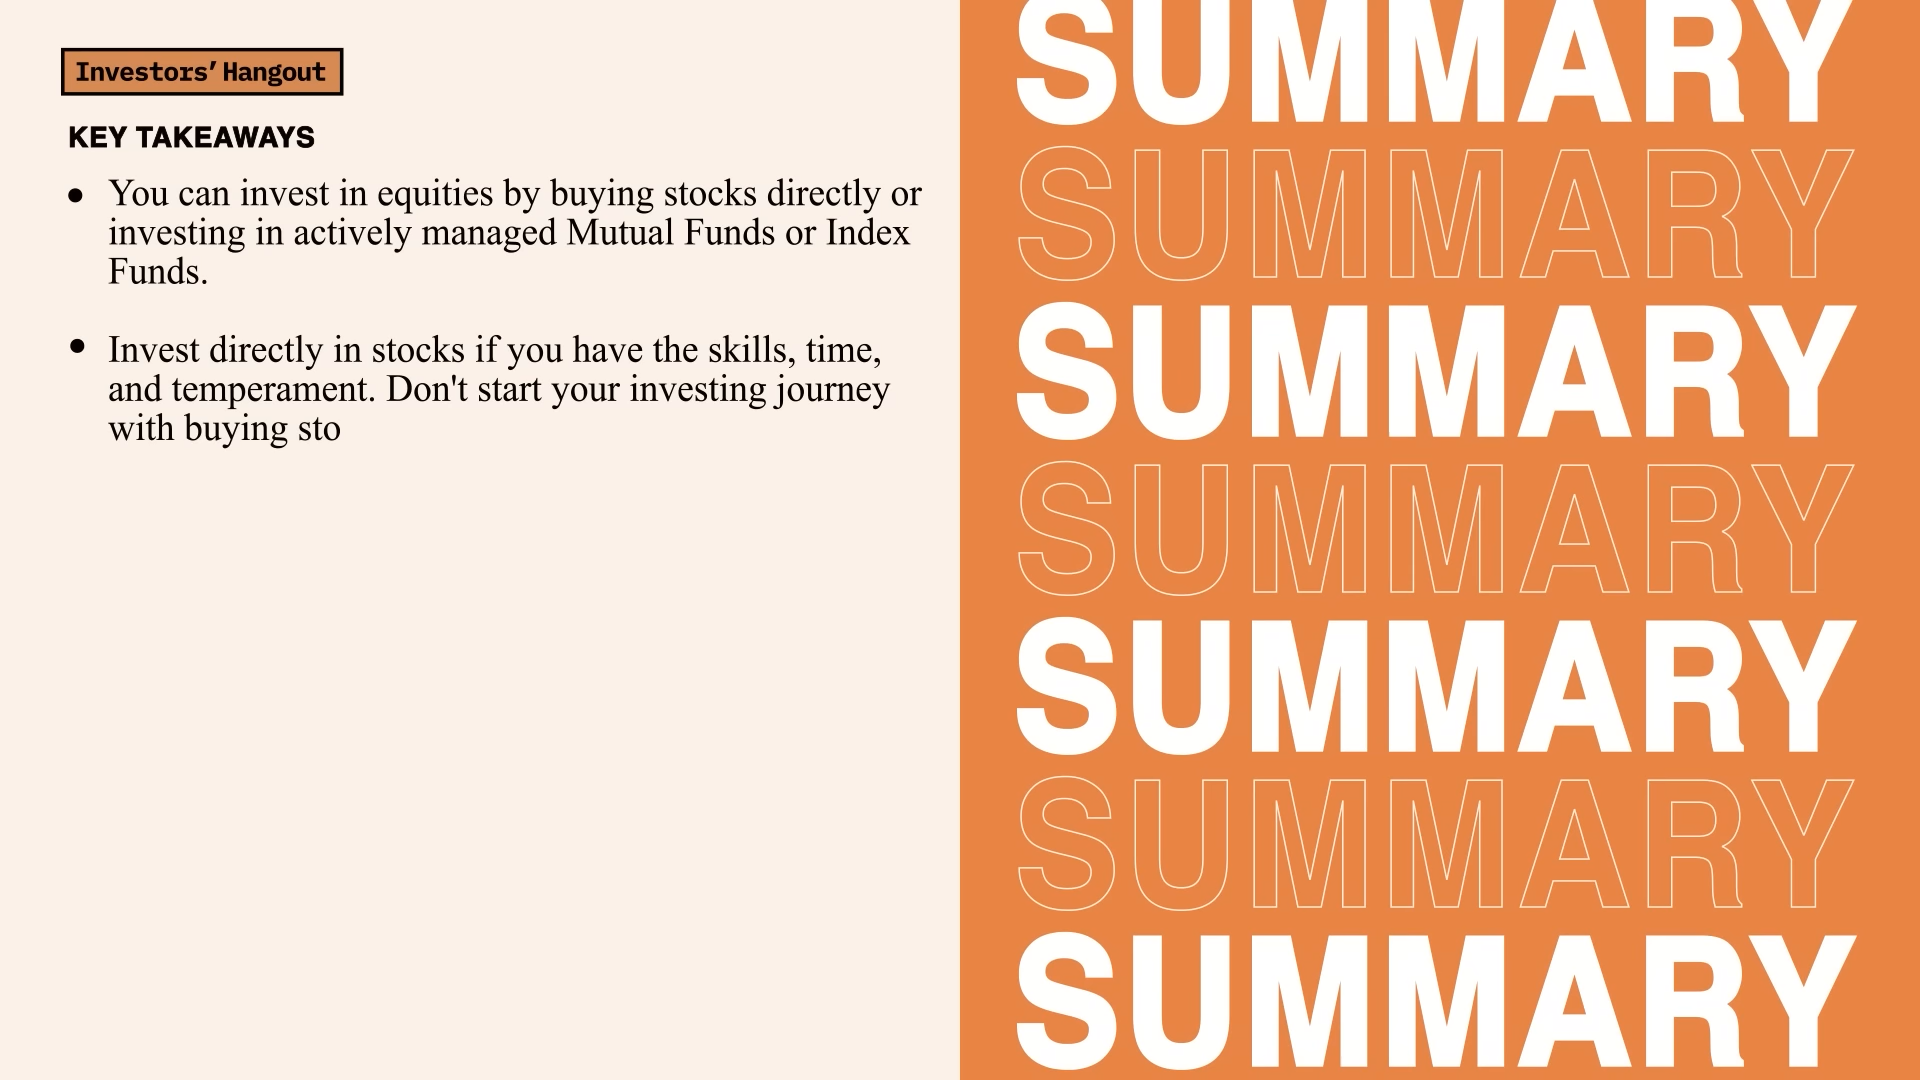 Investors' Hangout
KEY TAKEAWAYS
• You can invest in equities by buying stocks directly or
investing in actively managed Mutual Funds or Index
Funds.
• Invest directly in stocks if you have the skills, time,
and temperament. Don't start your investing journey
with buying sto
SUMMARY
SUMMARY
SUMMARY
SUMMARY
SUMMARY
SUMMARY
SUMMARY